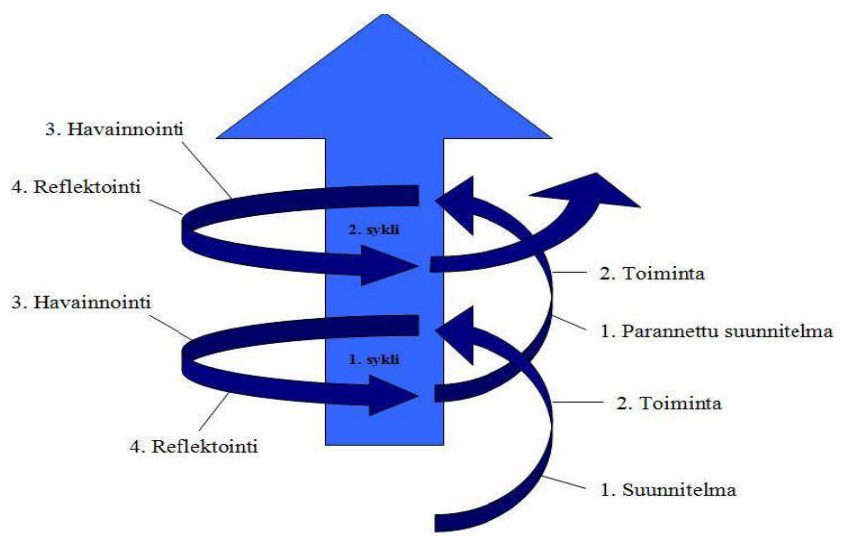 3. Havainnointi
4. Reflektointi
2. sykli
2. Toiminta
3. Havainnointi
1. Parannettu suunnitelma
1. sykli
2. Toiminta
4. Reflektointi
1. Suunnitelma